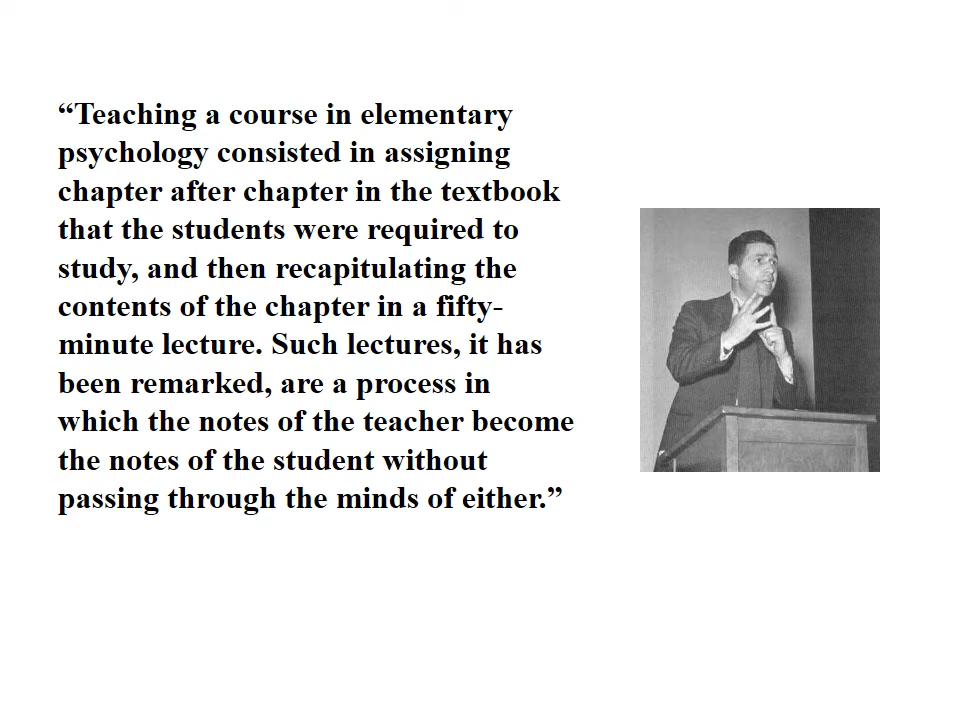 “Teaching a course in elementary
psychology consisted in assigning
chapter after chapter in the textbook
that the students were required to
study, and then recapitulating the
contents of the chapter in a fifty-
minute lecture. Such lectures, it has
been remarked, are a process in
which the notes of the teacher become
the notes of the student without
passing through the minds of either.”